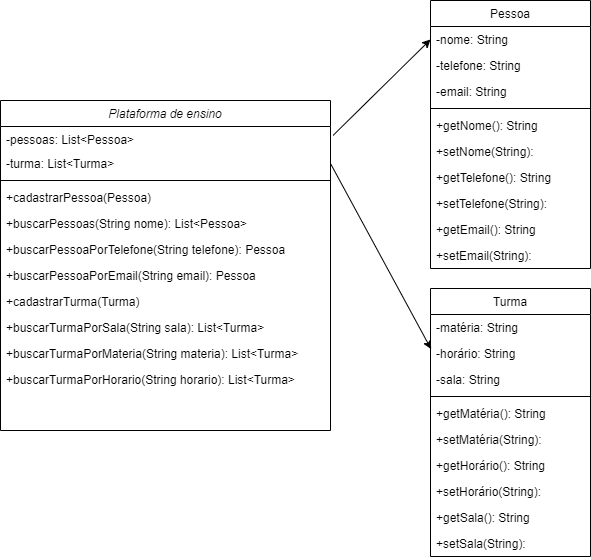 Plataforma de ensino
-pessoas: List<Pessoa>
-turma: List<Turma>
+cadastrarPessoa(Pessoa)
+buscarPessoas(String nome): List<Pessoa>
+buscarPessoaPorTelefone(String telefone): Pessoa
+buscarPessoaPorEmail(String email): Pessoa
+cadastrarTurma(Turma)
+buscarTurmaPorSala(String sala): List<Turma>
+buscarTurmaPorMateria(String materia): List<Turma>
+buscarTurmaPorHorario(String horario): List<Turma>
Pessoa
-nome: String
-telefone: String
-email: String
+getNome(): String
+setNome(String):
+getTelefone(): String
+setTelefone(String):
+getEmail(): String
+setEmail(String):
Turma
-matéria: String
-horário: String
-sala: String
+getMatéria(): String
+setMatéria(String):
+getHorário(): String
+setHorário(String):
+getSala(): String
+setSala(String):